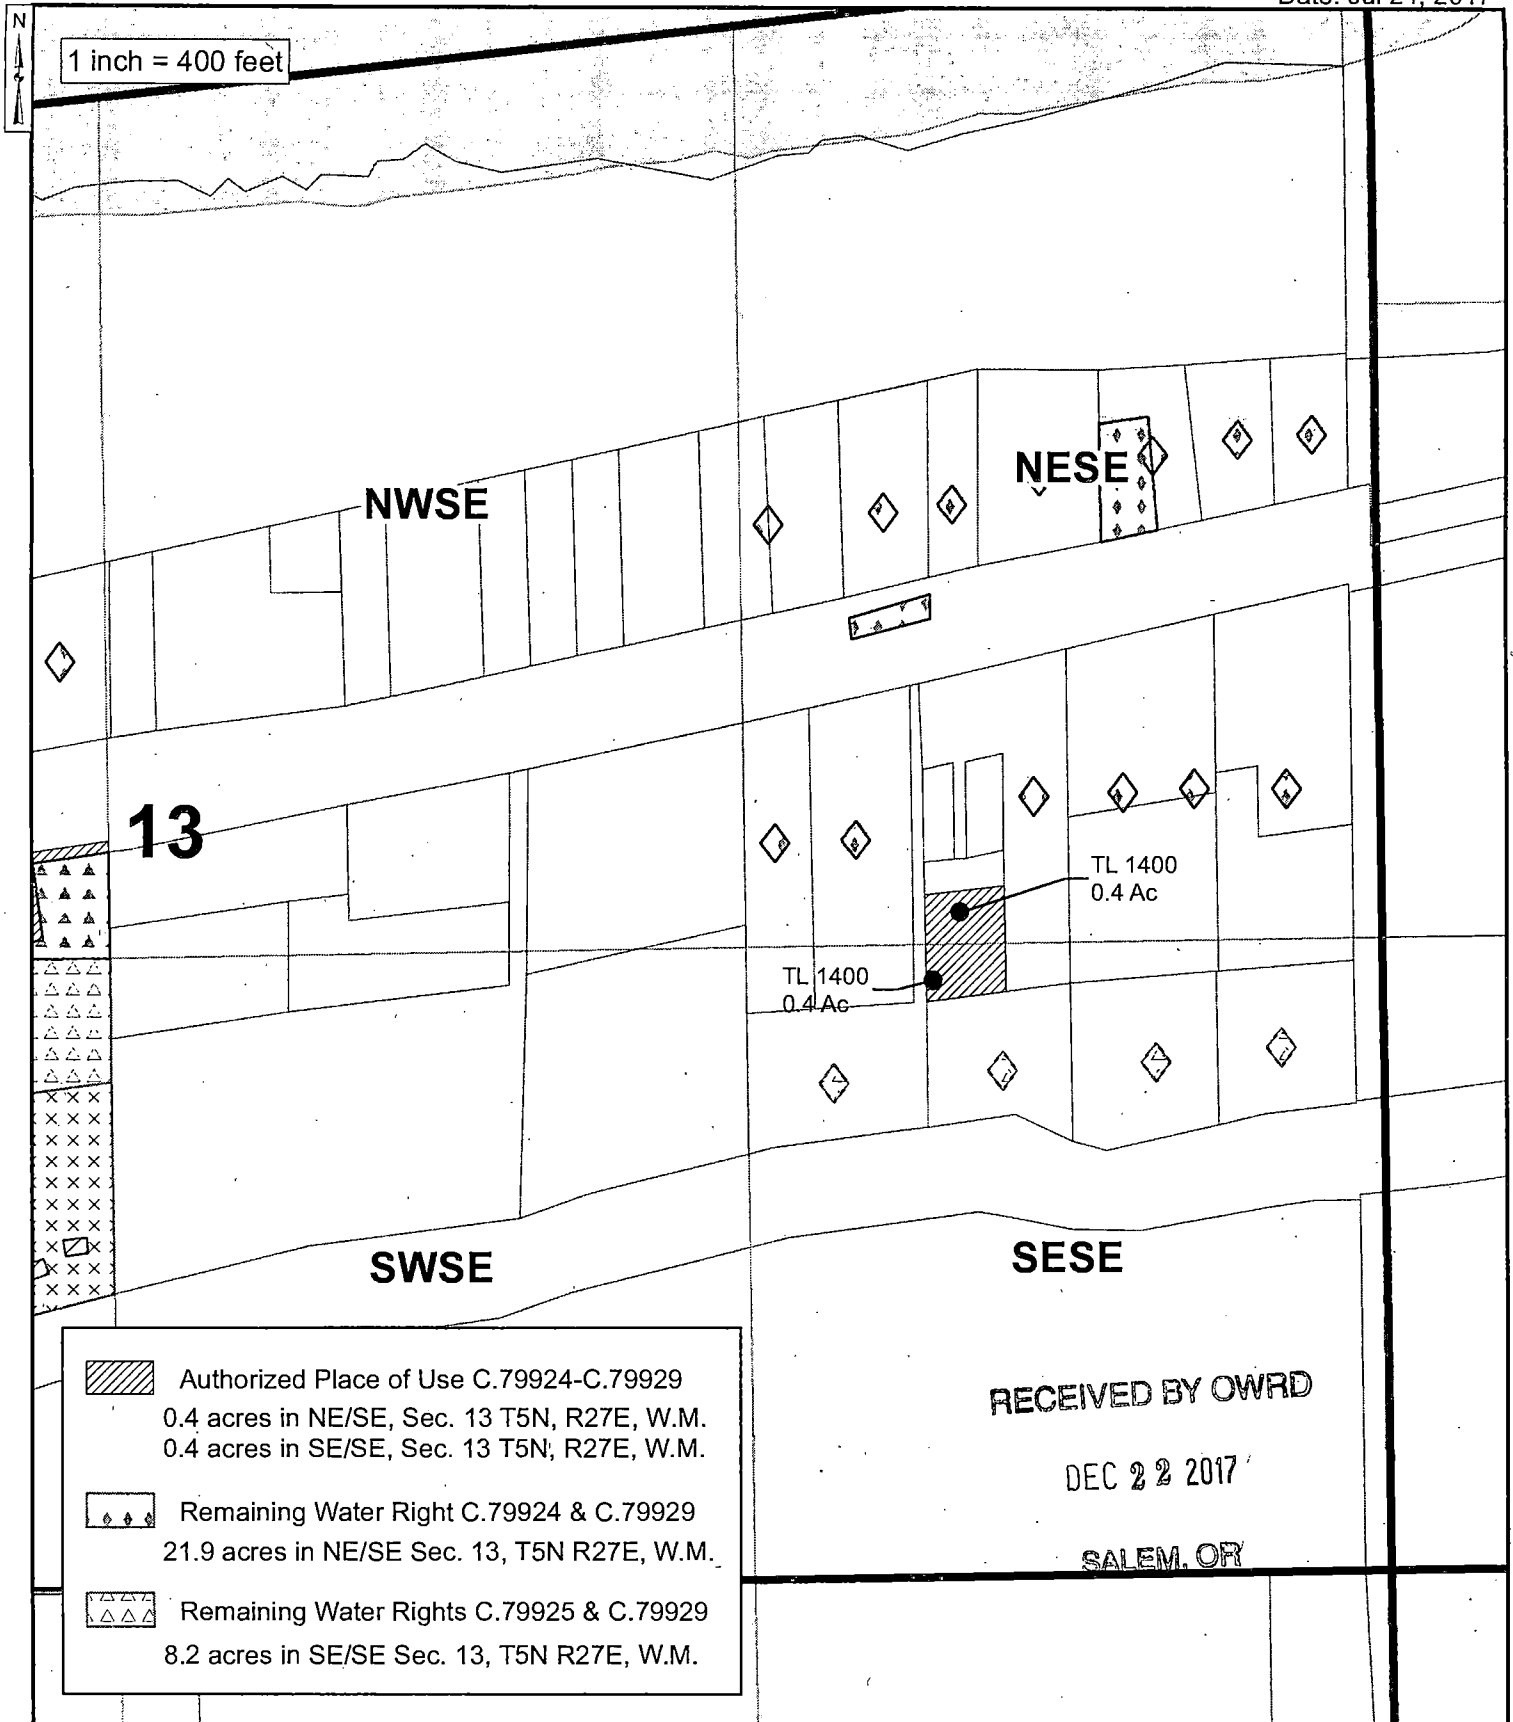 N
1 inch = 400 feet
NWSE
NESE
13
TL 1400
0.4 Ac
TL 1400
0.4 Ac
SWSE
SESE
Authorized Place of Use C.79924-C.79929
0.4 acres in NE/SE, Sec. 13 T5N, R27E, W.M.
0.4 acres in SE/SE, Sec. 13 T5N, R27E, W.M.
Remaining Water Right C.79924 & C.79929
21.9 acres in NE/SE Sec. 13, T5N R27E, W.M.
Remaining Water Rights C.79925 & C.79929
8.2 acres in SE/SE Sec. 13, T5N R27E, W.M.
RECEIVED BY OWRD
DEC 22 2017
SALEM, OR